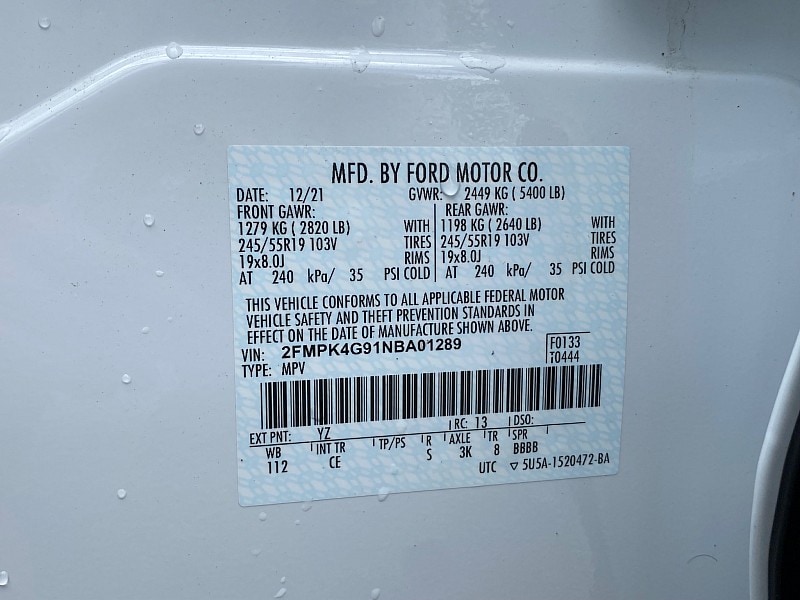 MFD. BY FORD MOTOR CO.
DATE: 12/21 GVWR: 2449 KG ( 5400 LB)
FRONT GAWR: REAR GAWR:
1279 KG ( 2820 LB) WITH 1198 KG ( 2640 LB) WITH
245/55R19 103V TIRES 245/55R19 103V TIRES
19x8.0J RIMS 19x8.0J RIMS
AT 240 kPa/ 35 PSI COLD AT 240 kPa/ 35 PSI COLD
THIS VEHICLE CONFORMS TO ALL APPLICABLE FEDERAL MOTOR
VEHICLE SAFETY AND THEFT PREVENTION STANDARDS IN
EFFECT ON THE DATE OF MANUFACTURE SHOWN ABOVE.
VIN: 2FMPK4G91NBA01289 F0133
TYPE: MPV T0444
EXT PNT: YZ RC: 13 DSO:
WB INT TR TP/PS R AXLE TR SPR
112 CE S 3K 8 BBBB
UTC ▽ 5U5A-1520472-BA